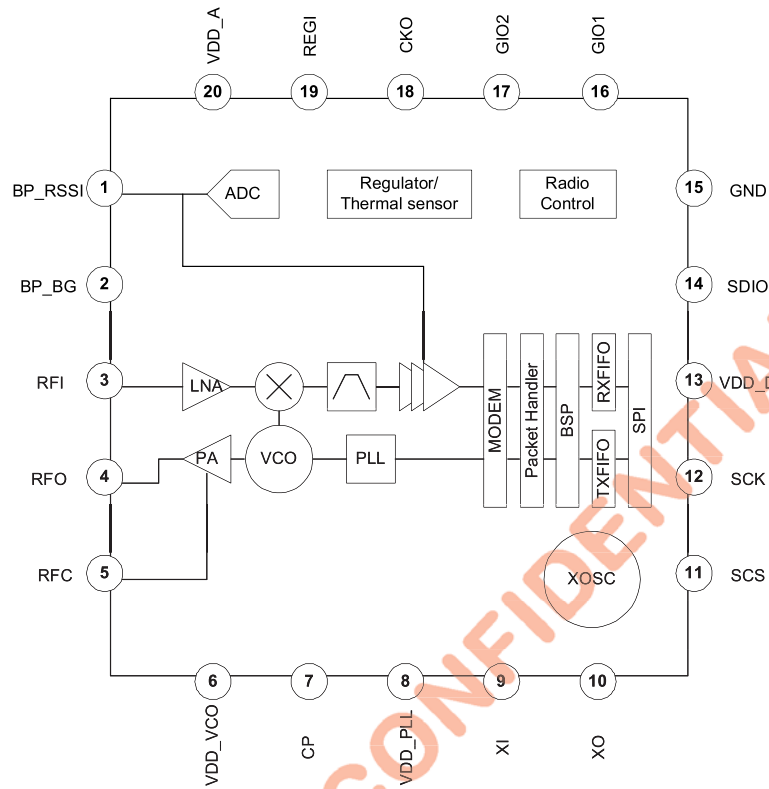 VDD_A
REGI
CKO
GIO2
GIO1
20
19
18
17
16
BP_RSSI
1
ADC
Regulator/
Thermal sensor
Radio
Control
15
GND
BP_BG
2
14
SDIO
RFI
3
LNA
MODEM
Packet Handler
BSP
RXFIFO
TXFIFO
SPI
13
VDD_D
RFO
4
PA
VCO
PLL
12
SCK
RFC
5
XOSC
11
SCS
6
7
8
9
10
VDD_VCO
CP
VDD_PLL
XI
XO
CONFIDENTIA